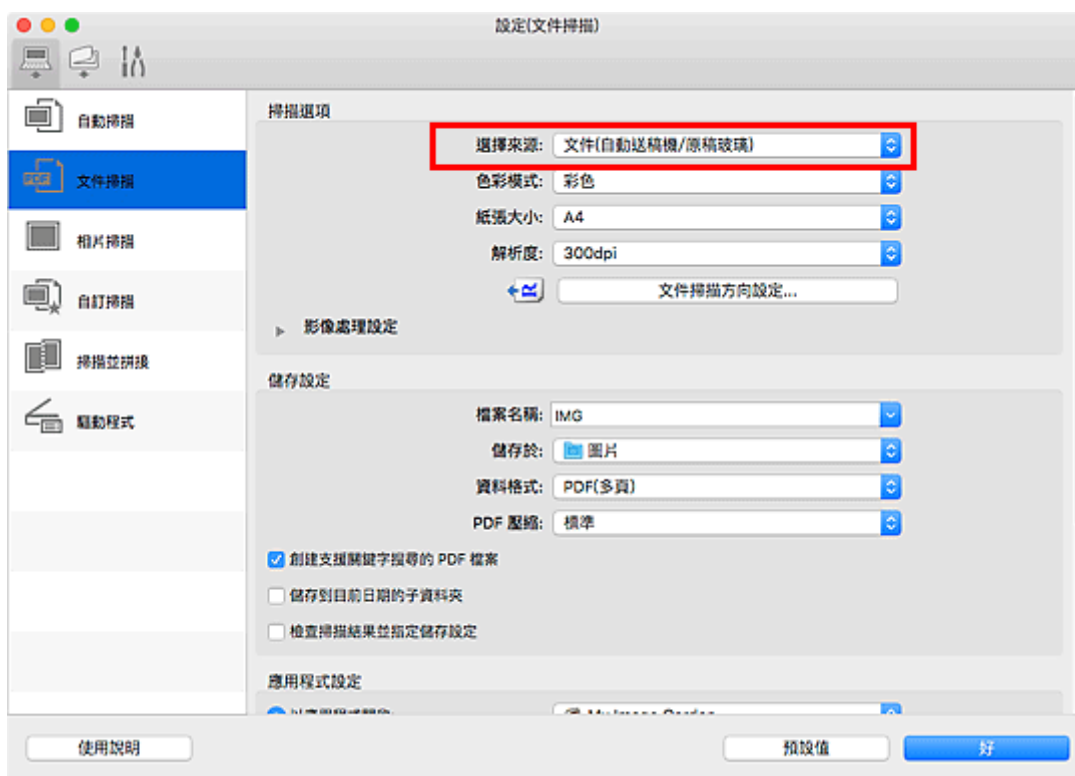 設定(文件掃描)
自動掃描
文件掃描
相片掃描
自訂掃描
掃描並拼接
驅動程式
掃描選項
選擇來源: 文件(自動送稿機/原稿玻璃)
色彩模式: 彩色
紙張大小: A4
解析度: 300dpi
文件掃描方向設定...
影像處理設定
儲存設定
檔案名稱: IMG
儲存於: 圖片
資料格式: PDF(多頁)
PDF 壓縮: 標準
創建支援關鍵字搜尋的 PDF 檔案
儲存到目前日期的子資料夾
檢查掃描結果並指定儲存設定
應用程式設定
使用說明
預設值
好